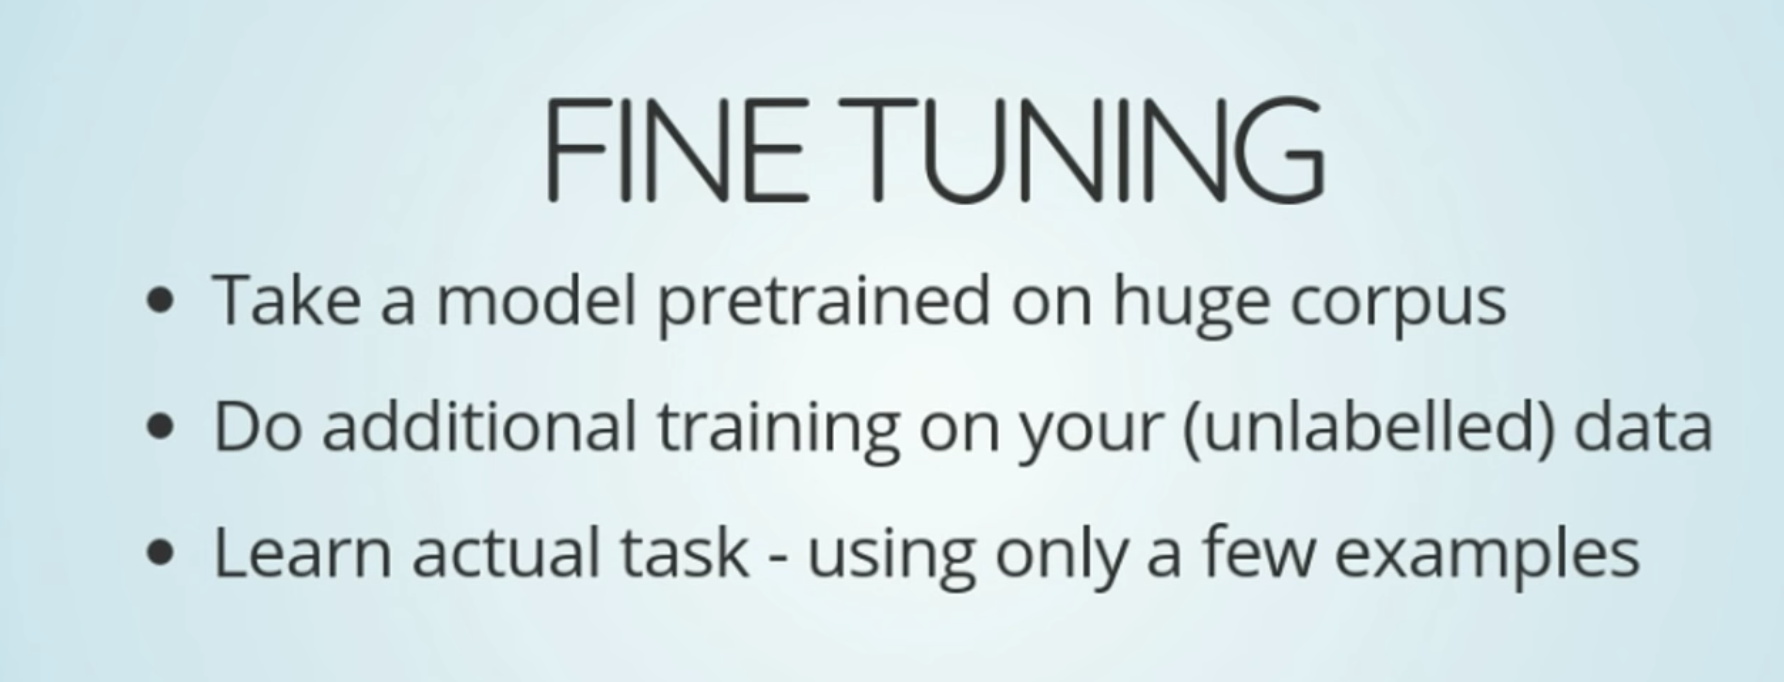 FINE TUNING
• Take a model pretrained on huge corpus
• Do additional training on your (unlabelled) data
• Learn actual task - using only a few examples